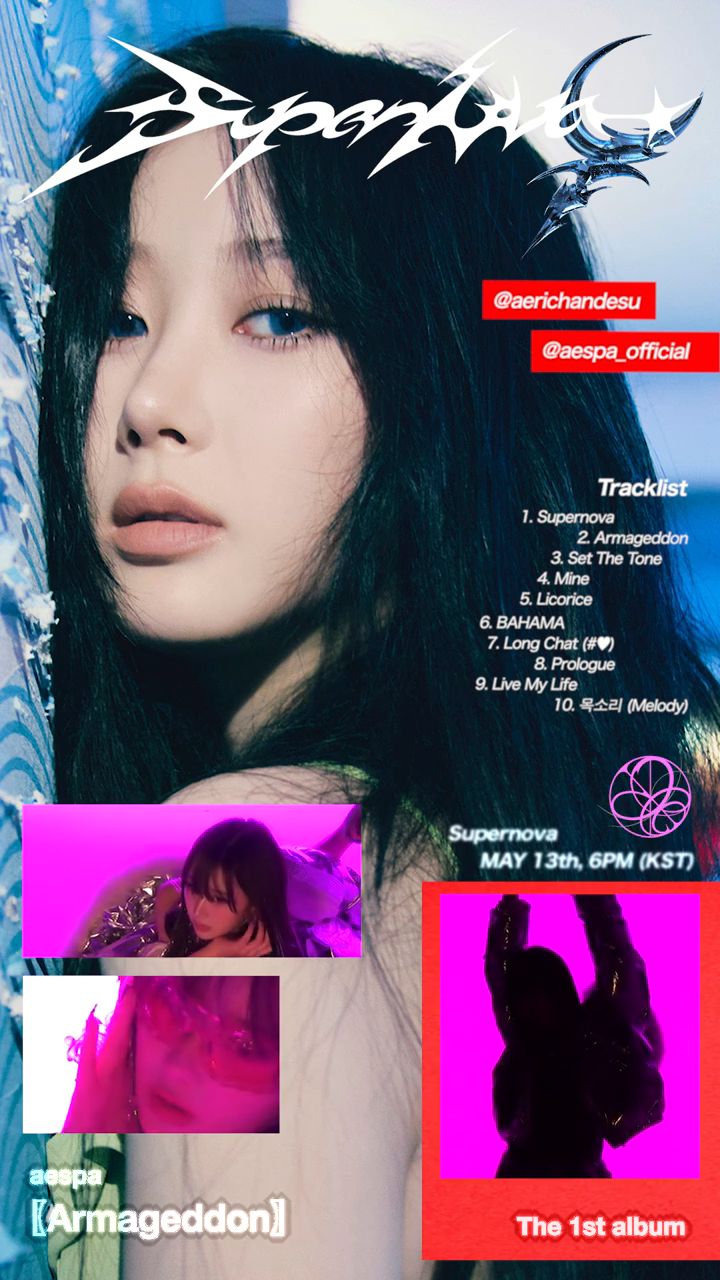 Supernova
@aerichandesu
@aespa_official
Tracklist
1. Supernova
2. Armageddon
3. Set The Tone
4. Mine
5. Licorice
6. BAHAMA
7. Long Chat (#♥)
8. Prologue
9. Live My Life
10. 목소리 (Melody)
Supernova
MAY 13th, 6PM (KST)
aespa
〖Armageddon〗
The 1st album